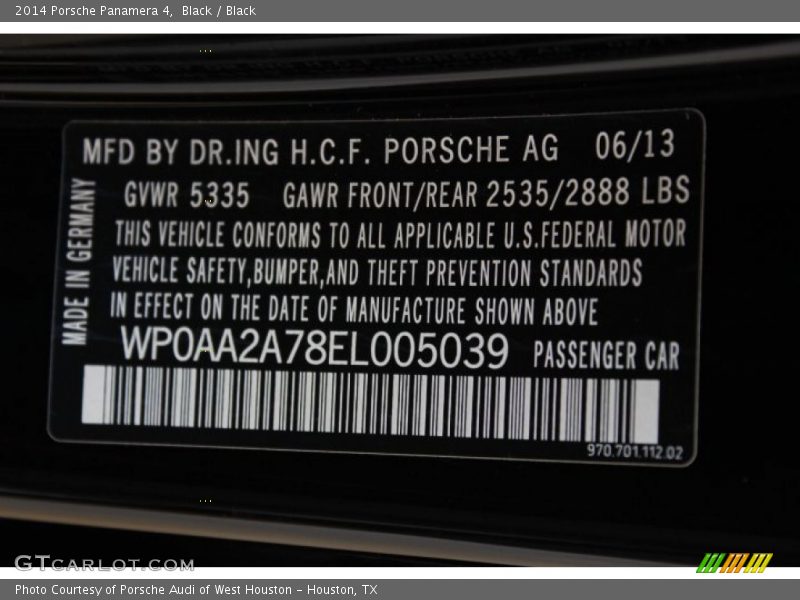 2014 Porsche Panamera 4,  Black / Black
MFD BY DR.ING H.C.F. PORSCHE AG 06/13
GVWR 5335 GAWR FRONT/REAR 2535/2888 LBS
THIS VEHICLE CONFORMS TO ALL APPLICABLE U.S.FEDERAL MOTOR
VEHICLE SAFETY,BUMPER,AND THEFT PREVENTION STANDARDS
IN EFFECT ON THE DATE OF MANUFACTURE SHOWN ABOVE
MADE IN GERMANY
WP0AA2A78EL005039 PASSENGER CAR
970.701.112.02
GTCARLOT.COM
Photo Courtesy of Porsche Audi of West Houston - Houston, TX